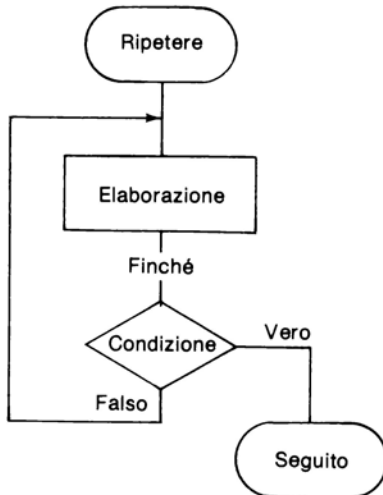 Ripetere
Elaborazione
Finché
Condizione
Vero
Falso
Seguito